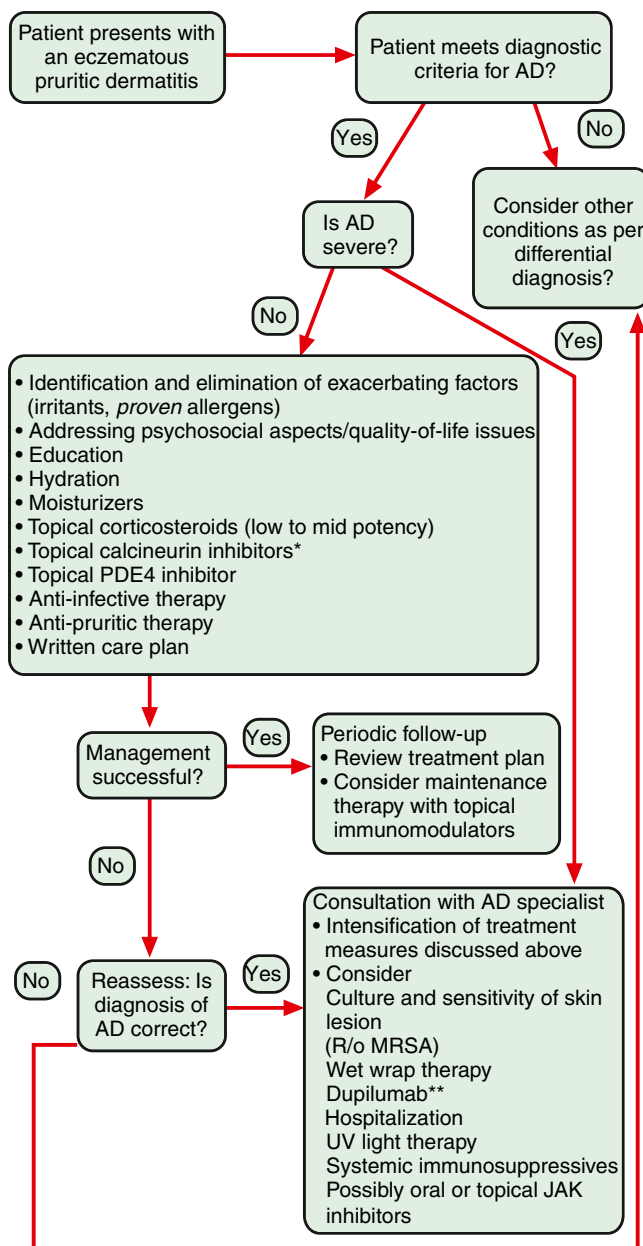 Patient presents with
an eczematous
pruritic dermatitis
Patient meets diagnostic
criteria for AD?
Yes
No
Is AD
severe?
Consider other
conditions as per
differential
diagnosis?
No
Yes
• Identification and elimination of exacerbating factors
(irritants, proven allergens)
• Addressing psychosocial aspects/quality-of-life issues
• Education
• Hydration
• Moisturizers
• Topical corticosteroids (low to mid potency)
• Topical calcineurin inhibitors*
• Topical PDE4 inhibitor
• Anti-infective therapy
• Anti-pruritic therapy
• Written care plan
Management
successful?
Yes
Periodic follow-up
• Review treatment plan
• Consider maintenance
therapy with topical
immunomodulators
No
Reassess: Is
diagnosis of
AD correct?
No
Yes
Consultation with AD specialist
• Intensification of treatment
measures discussed above
• Consider
Culture and sensitivity of skin
lesion
(R/o MRSA)
Wet wrap therapy
Dupilumab**
Hospitalization
UV light therapy
Systemic immunosuppressives
Possibly oral or topical JAK
inhibitors